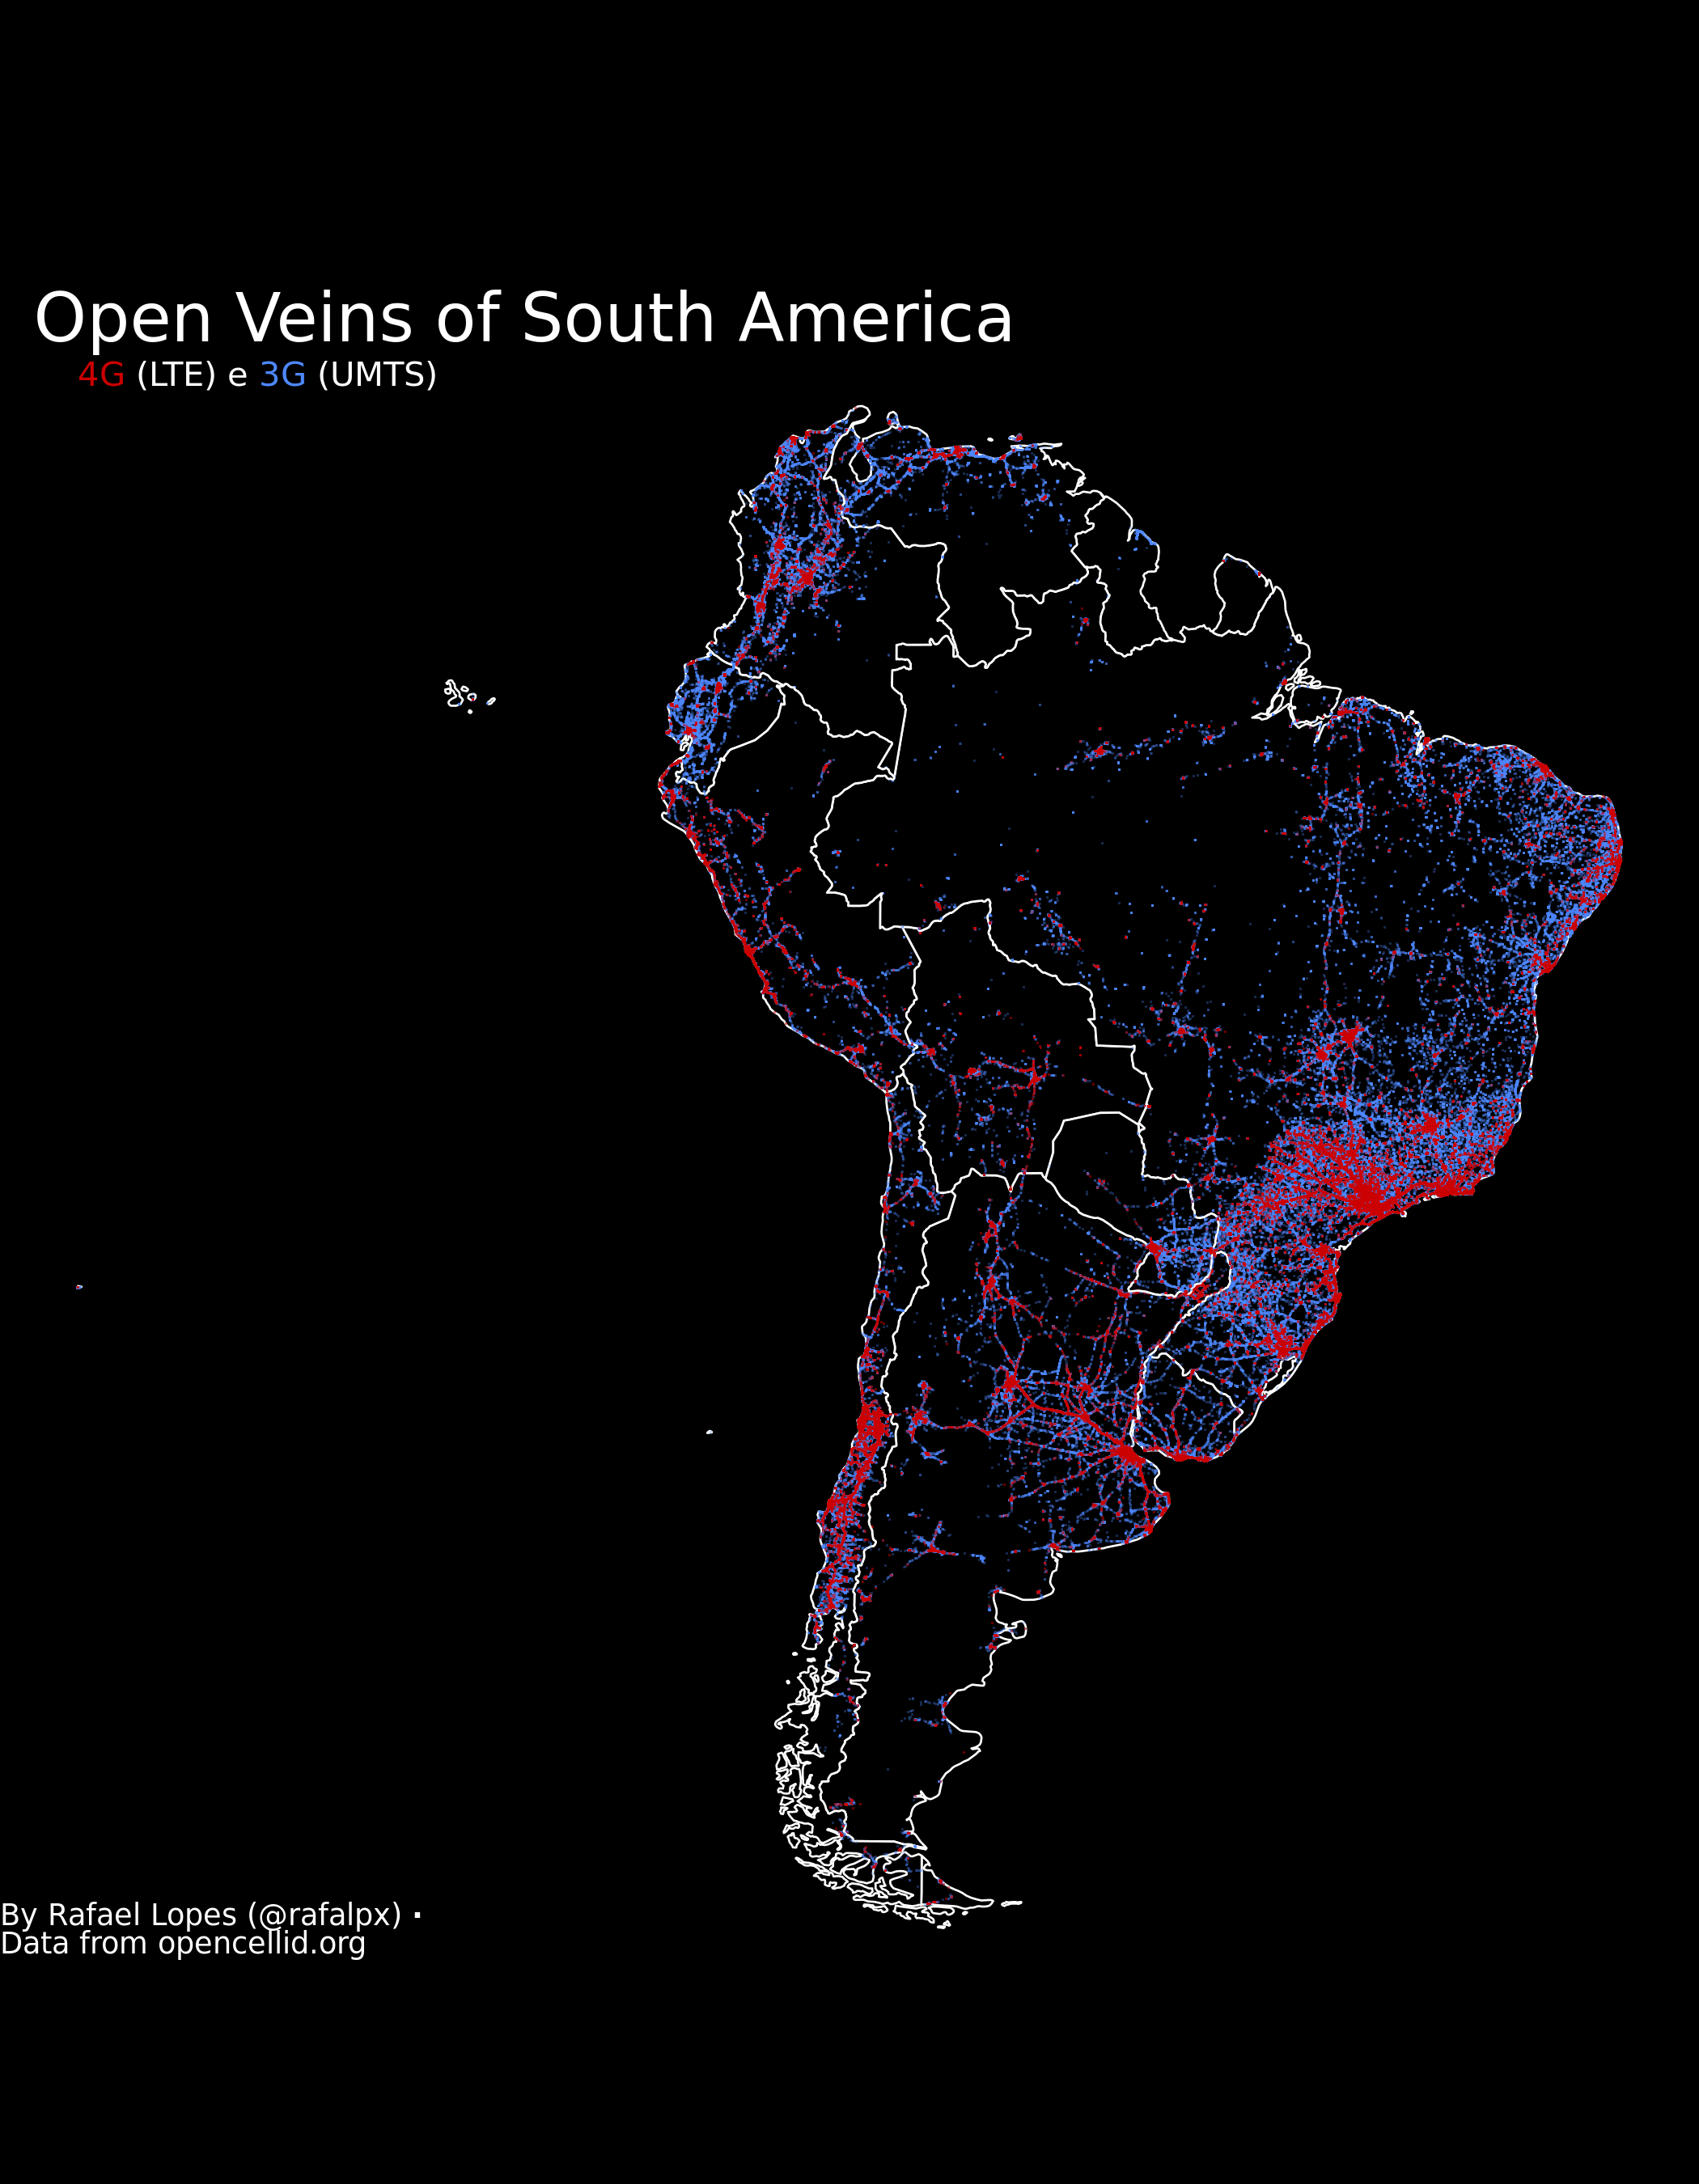 Open Veins of South America
4G (LTE) e 3G (UMTS)
By Rafael Lopes (@rafalpx) ·
Data from opencellid.org